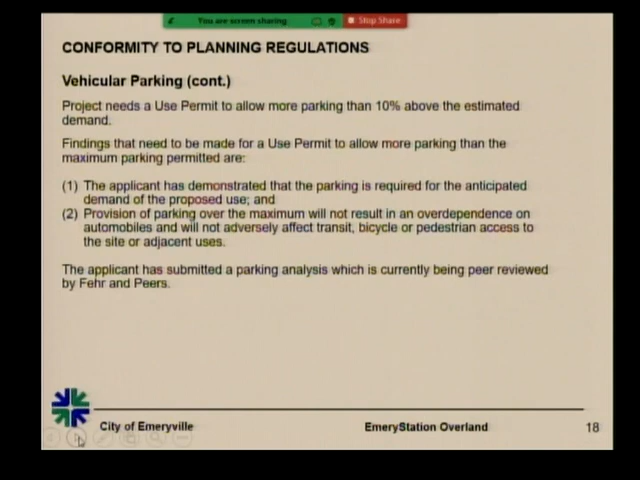 You are screen sharing
Stop Share
CONFORMITY TO PLANNING REGULATIONS
Vehicular Parking (cont.)
Project needs a Use Permit to allow more parking than 10% above the estimated
demand.
Findings that need to be made for a Use Permit to allow more parking than the
maximum parking permitted are:
(1) The applicant has demonstrated that the parking is required for the anticipated
demand of the proposed use; and
(2) Provision of parking over the maximum will not result in an overdependence on
automobiles and will not adversely affect transit, bicycle or pedestrian access to
the site or adjacent uses.
The applicant has submitted a parking analysis which is currently being peer reviewed
by Fehr and Peers.
City of Emeryville
EmeryStation Overland
18